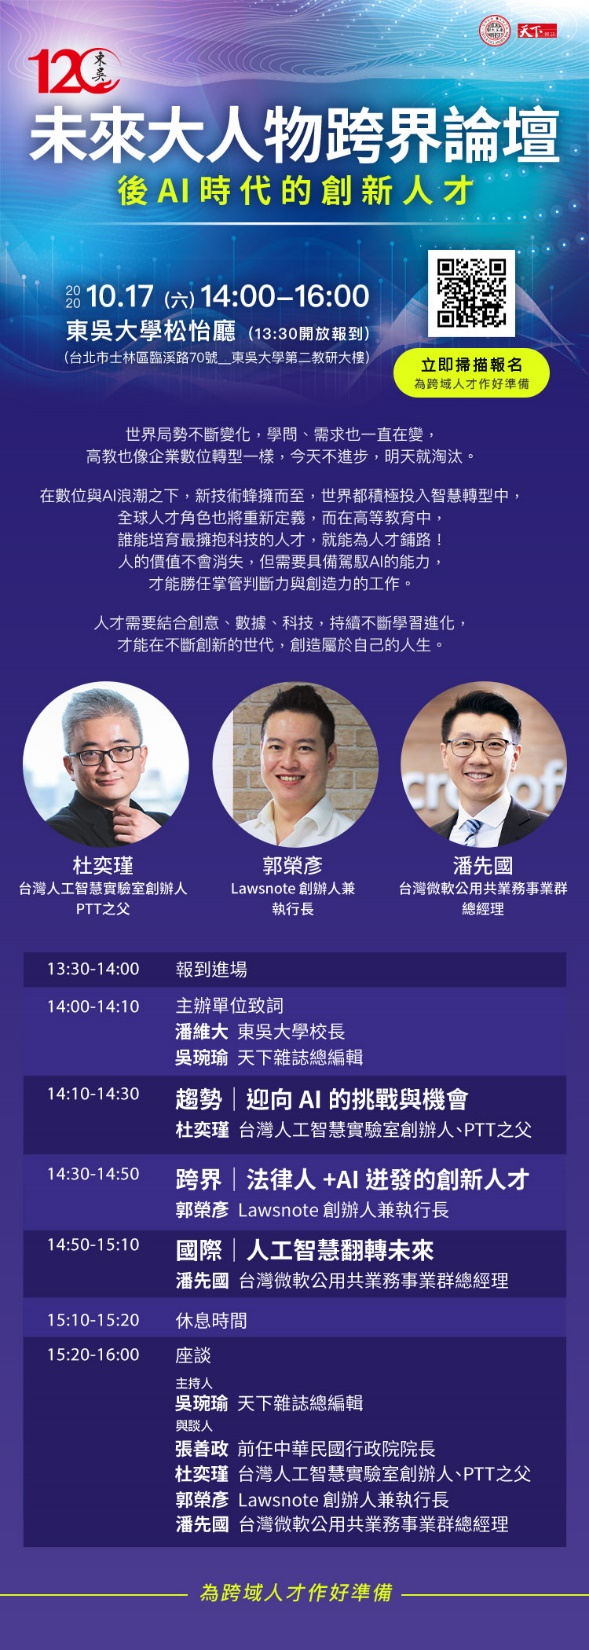 120 東吳
天下雜誌
未來大人物跨界論壇
後AI時代的創新人才
2020 10.17 (六) 14:00–16:00
東吳大學松怡廳 (13:30開放報到)
(台北市士林區臨溪路70號__東吳大學第二教研大樓)
立即掃描報名
為跨域人才作好準備
世界局勢不斷變化，學問、需求也一直在變，
高教也像企業數位轉型一樣，今天不進步，明天就淘汰。
在數位與AI浪潮之下，新技術蜂擁而至，世界都積極投入智慧轉型中，
全球人才角色也將重新定義，而在高等教育中，
誰能培育最擁抱科技的人才，就能為人才鋪路！
人的價值不會消失，但需要具備駕馭AI的能力，
才能勝任掌管判斷力與創造力的工作。
人才需要結合創意、數據、科技，持續不斷學習進化，
才能在不斷創新的世代，創造屬於自己的人生。
crosof
杜奕瑾
台灣人工智慧實驗室創辦人
PTT之父
郭榮彥
Lawsnote 創辦人兼
執行長
潘先國
台灣微軟公用共業務事業群
總經理
13:30-14:00 報到進場
14:00-14:10 主辦單位致詞
潘維大 東吳大學校長
吳琬瑜 天下雜誌總編輯
14:10-14:30 趨勢｜迎向 AI 的挑戰與機會
杜奕瑾 台灣人工智慧實驗室創辦人、PTT之父
14:30-14:50 跨界｜法律人 +AI 迸發的創新人才
郭榮彥 Lawsnote 創辦人兼執行長
14:50-15:10 國際｜人工智慧翻轉未來
潘先國 台灣微軟公用共業務事業群總經理
15:10-15:20 休息時間
15:20-16:00 座談
主持人
吳琬瑜 天下雜誌總編輯
與談人
張善政 前任中華民國行政院院長
杜奕瑾 台灣人工智慧實驗室創辦人、PTT之父
郭榮彥 Lawsnote 創辦人兼執行長
潘先國 台灣微軟公用共業務事業群總經理
為跨域人才作好準備